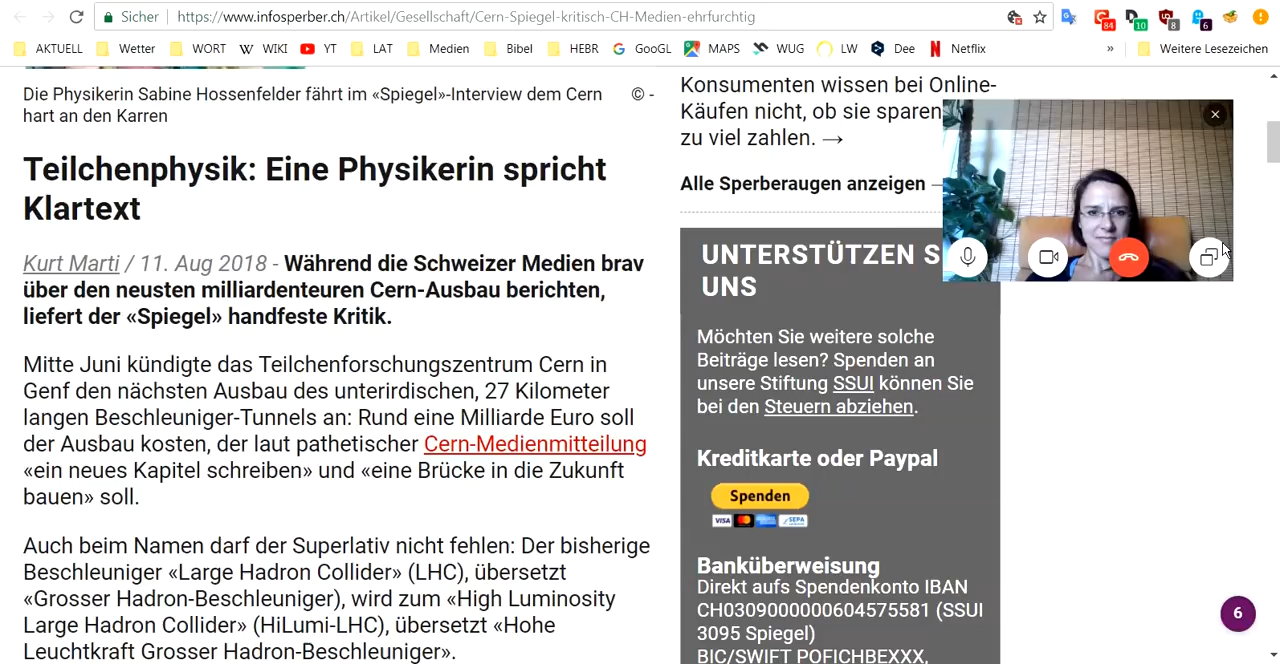 Sicher
https://www.infosperber.ch/Artikel/Gesellschaft/Cern-Spiegel-kritisch-CH-Medien-ehrfurchtig
84
10
8
6
AKTUELL
Wetter
WORT
WIKI
YT
LAT
Medien
Bibel
HEBR
GooGL
MAPS
WUG
LW
Dee
Netflix
»
Weitere Lesezeichen
Die Physikerin Sabine Hossenfelder fährt im «Spiegel»-Interview dem Cern
hart an den Karren
© -
Teilchenphysik: Eine Physikerin spricht
Klartext
Kurt Marti / 11. Aug 2018 - Während die Schweizer Medien brav
über den neusten milliardenteuren Cern-Ausbau berichten,
liefert der «Spiegel» handfeste Kritik.
Mitte Juni kündigte das Teilchenforschungszentrum Cern in
Genf den nächsten Ausbau des unterirdischen, 27 Kilometer
langen Beschleuniger-Tunnels an: Rund eine Milliarde Euro soll
der Ausbau kosten, der laut pathetischer Cern-Medienmitteilung
«ein neues Kapitel schreiben» und «eine Brücke in die Zukunft
bauen» soll.
Auch beim Namen darf der Superlativ nicht fehlen: Der bisherige
Beschleuniger «Large Hadron Collider» (LHC), übersetzt
«Grosser Hadron-Beschleuniger), wird zum «High Luminosity
Large Hadron Collider» (HiLumi-LHC), übersetzt «Hohe
Leuchtkraft Grosser Hadron-Beschleuniger».
Konsumenten wissen bei Online-
Käufen nicht, ob sie sparen
zu viel zahlen. →
Alle Sperberaugen anzeigen
UNTERSTÜTZEN S
UNS
Möchten Sie weitere solche
Beiträge lesen? Spenden an
unsere Stiftung SSUI können Sie
bei den Steuern abziehen.
Kreditkarte oder Paypal
Spenden
VISA
SEPA
Banküberweisung
Direkt aufs Spendenkonto IBAN
CH0309000000604575581 (SSUI
3095 Spiegel)
BIC/SWIFT POFICHBEXXX,
6